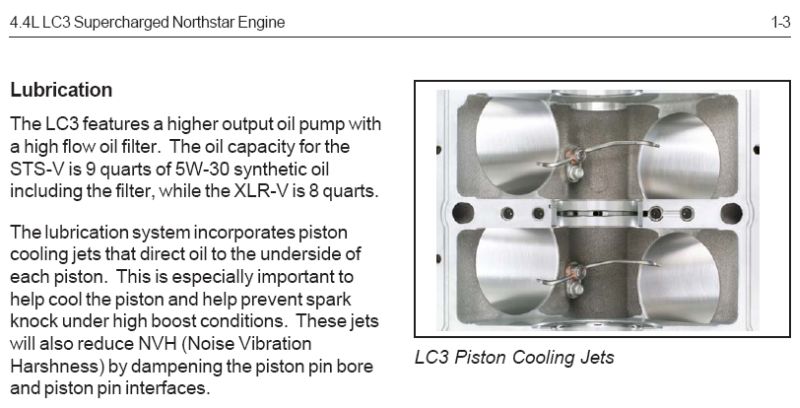 4.4L LC3 Supercharged Northstar Engine
1-3
Lubrication
The LC3 features a higher output oil pump with
a high flow oil filter. The oil capacity for the
STS-V is 9 quarts of 5W-30 synthetic oil
including the filter, while the XLR-V is 8 quarts.
The lubrication system incorporates piston
cooling jets that direct oil to the underside of
each piston. This is especially important to
help cool the piston and help prevent spark
knock under high boost conditions. These jets
will also reduce NVH (Noise Vibration
Harshness) by dampening the piston pin bore
and piston pin interfaces.
LC3 Piston Cooling Jets